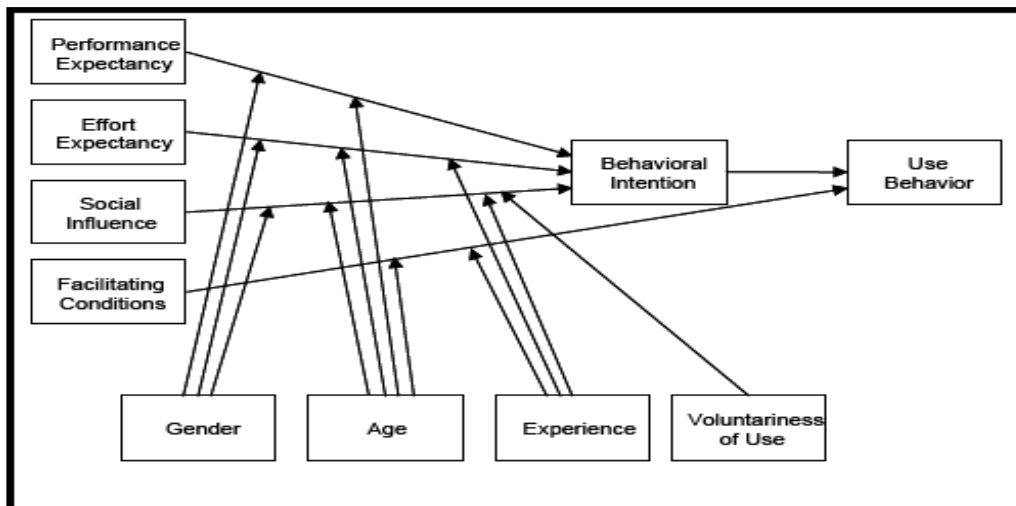 Performance
Expectancy
Effort
Expectancy
Social
Influence
Facilitating
Conditions
Behavioral
Intention
Use
Behavior
Gender
Age
Experience
Voluntariness
of Use